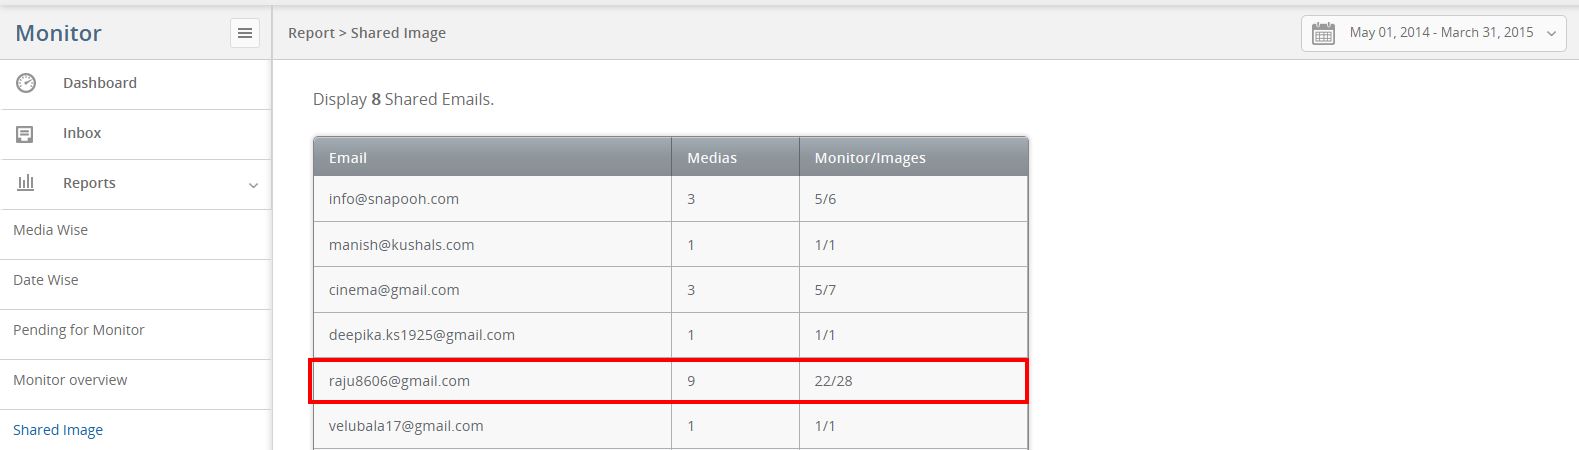 Monitor
Report > Shared Image
May 01, 2014 - March 31, 2015
Dashboard
Inbox
Reports
Media Wise
Date Wise
Pending for Monitor
Monitor overview
Shared Image
Display 8 Shared Emails.
Email Medias Monitor/Images
info@snapooh.com 3 5/6
manish@kushals.com 1 1/1
cinema@gmail.com 3 5/7
deepika.ks1925@gmail.com 1 1/1
raju8606@gmail.com 9 22/28
velubala17@gmail.com 1 1/1